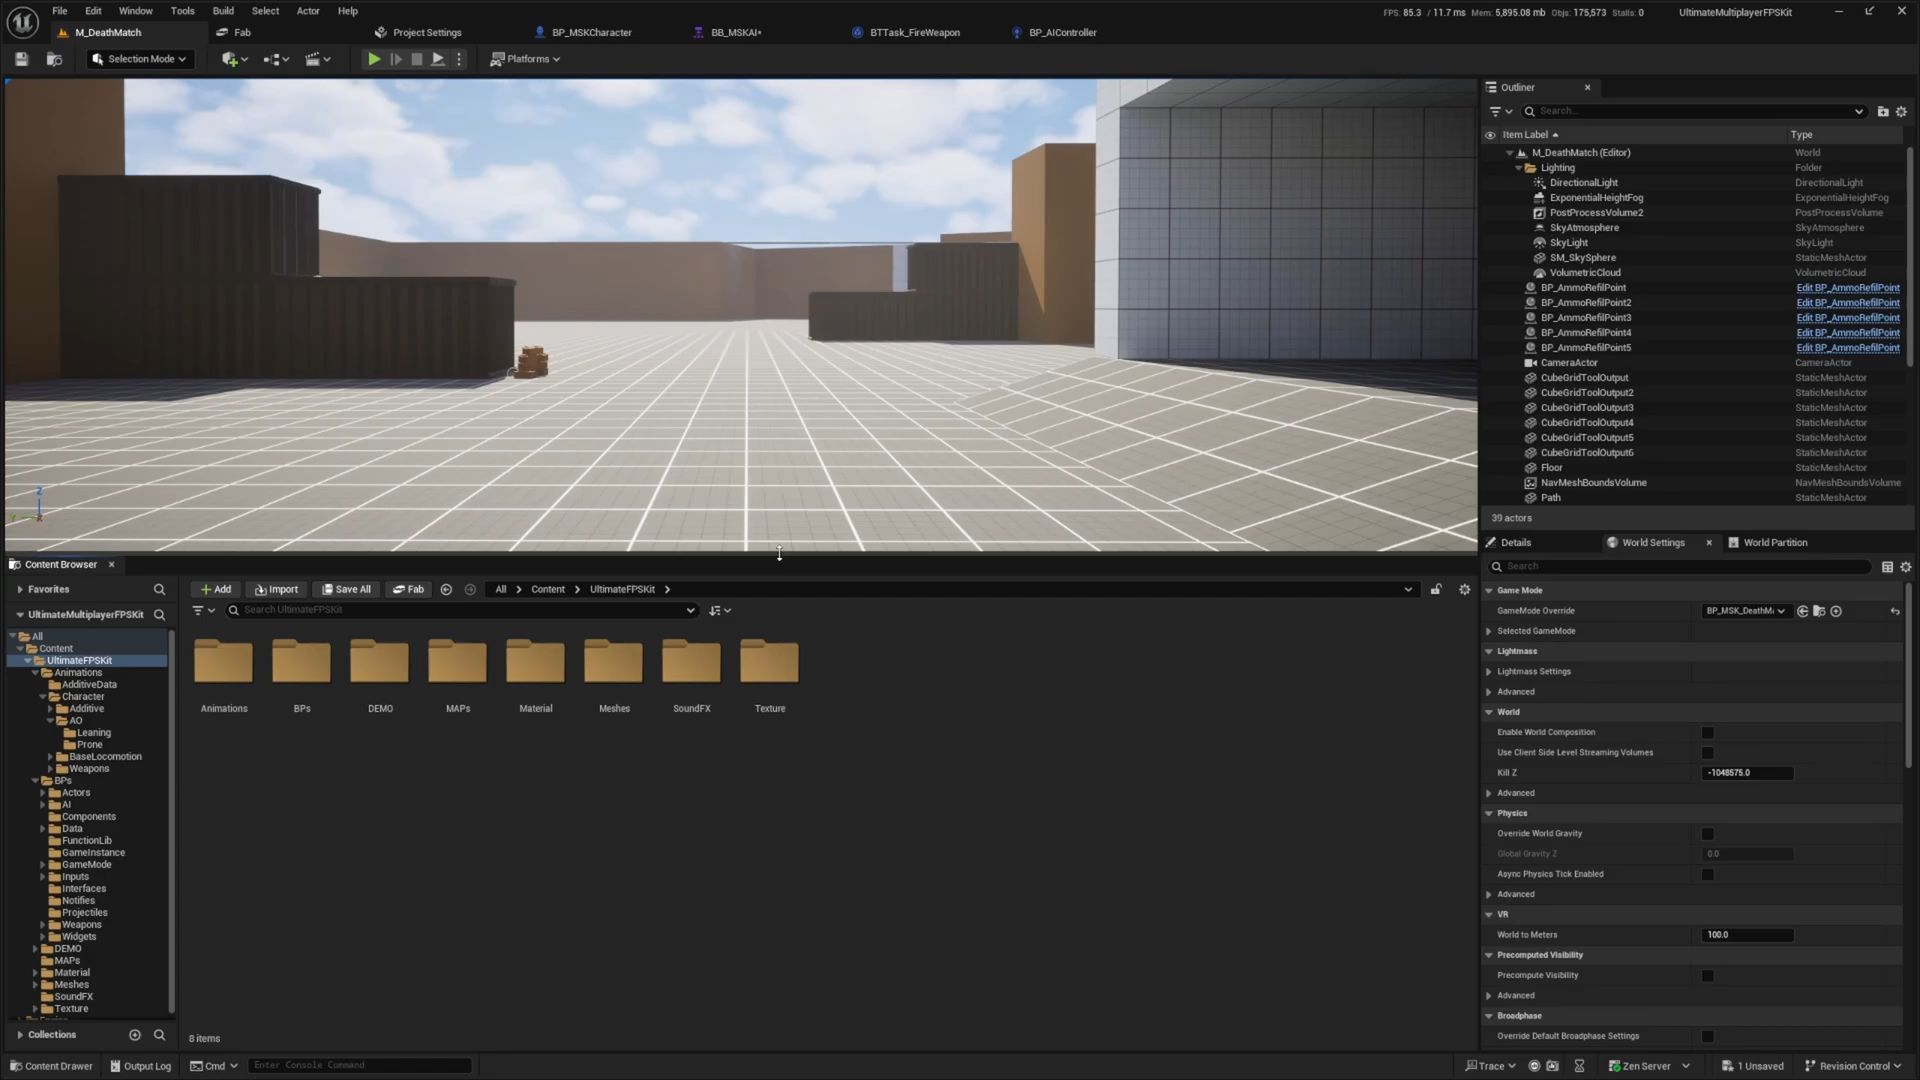 File Edit Window Tools Build Select Actor Help
FPS: 85.3 / 11.7 ms Mem: 5,895.08 mb Objs: 175,573 Stalls: 0 UltimateMultiplayerFPSKit
M_DeathMatch Fab Project Settings BP_MSKCharacter BB_MSKAI* BTTask_FireWeapon BP_AIController
Selection Mode Platforms
Outliner
Search...
Item Label Type
M_DeathMatch (Editor) World
Lighting Folder
DirectionalLight DirectionalLight
ExponentialHeightFog ExponentialHeightFog
PostProcessVolume2 PostProcessVolume
SkyAtmosphere SkyAtmosphere
SkyLight SkyLight
SM_SkySphere StaticMeshActor
VolumetricCloud VolumetricCloud
BP_AmmoRefilPoint Edit BP_AmmoRefilPoint
BP_AmmoRefilPoint2 Edit BP_AmmoRefilPoint
BP_AmmoRefilPoint3 Edit BP_AmmoRefilPoint
BP_AmmoRefilPoint4 Edit BP_AmmoRefilPoint
BP_AmmoRefilPoint5 Edit BP_AmmoRefilPoint
CameraActor CameraActor
CubeGridToolOutput StaticMeshActor
CubeGridToolOutput2 StaticMeshActor
CubeGridToolOutput3 StaticMeshActor
CubeGridToolOutput4 StaticMeshActor
CubeGridToolOutput5 StaticMeshActor
CubeGridToolOutput6 StaticMeshActor
Floor StaticMeshActor
NavMeshBoundsVolume NavMeshBoundsVolume
Path StaticMeshActor
39 actors
Z
Content Browser
Favorites
UltimateMultiplayerFPSKit
All
Content
UltimateFPSKit
Animations
AdditiveData
Character
Additive
AO
Leaning
Prone
BaseLocomotion
Weapons
BPs
Actors
AI
Components
Data
FunctionLib
GameInstance
GameMode
Inputs
Interfaces
Notifies
Projectiles
Weapons
Widgets
DEMO
MAPs
Material
Meshes
SoundFX
Texture
Collections
Add Import Save All Fab All Content UltimateFPSKit
Search UltimateFPSKit
Animations BPs DEMO MAPs Material Meshes SoundFX Texture
8 items
Details World Settings World Partition
Search
Game Mode
GameMode Override BP_MSK_DeathMa
Selected GameMode
Lightmass
Lightmass Settings
Advanced
World
Enable World Composition
Use Client Side Level Streaming Volumes
Kill Z -1048575.0
Advanced
Physics
Override World Gravity
Global Gravity Z 0.0
Async Physics Tick Enabled
Advanced
VR
World to Meters 100.0
Precomputed Visibility
Precompute Visibility
Advanced
Broadphase
Override Default Broadphase Settings
Content Drawer Output Log Cmd Enter Console Command Trace Zen Server 1 Unsaved Revision Control